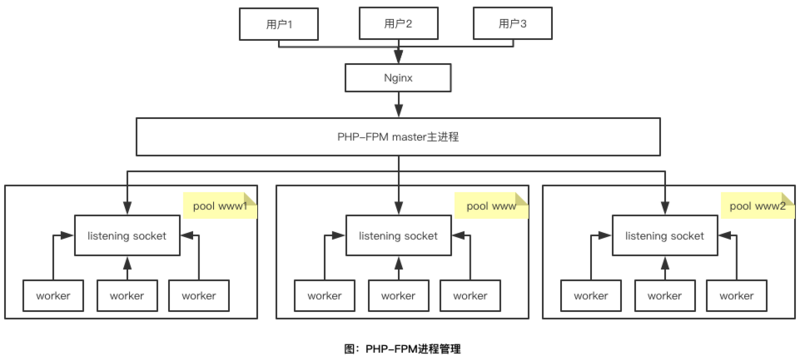 用户1
用户2
用户3
Nginx
PHP-FPM master主进程
pool www1
listening socket
worker
worker
worker
pool www
listening socket
worker
worker
worker
pool www2
listening socket
worker
worker
worker
图：PHP-FPM进程管理